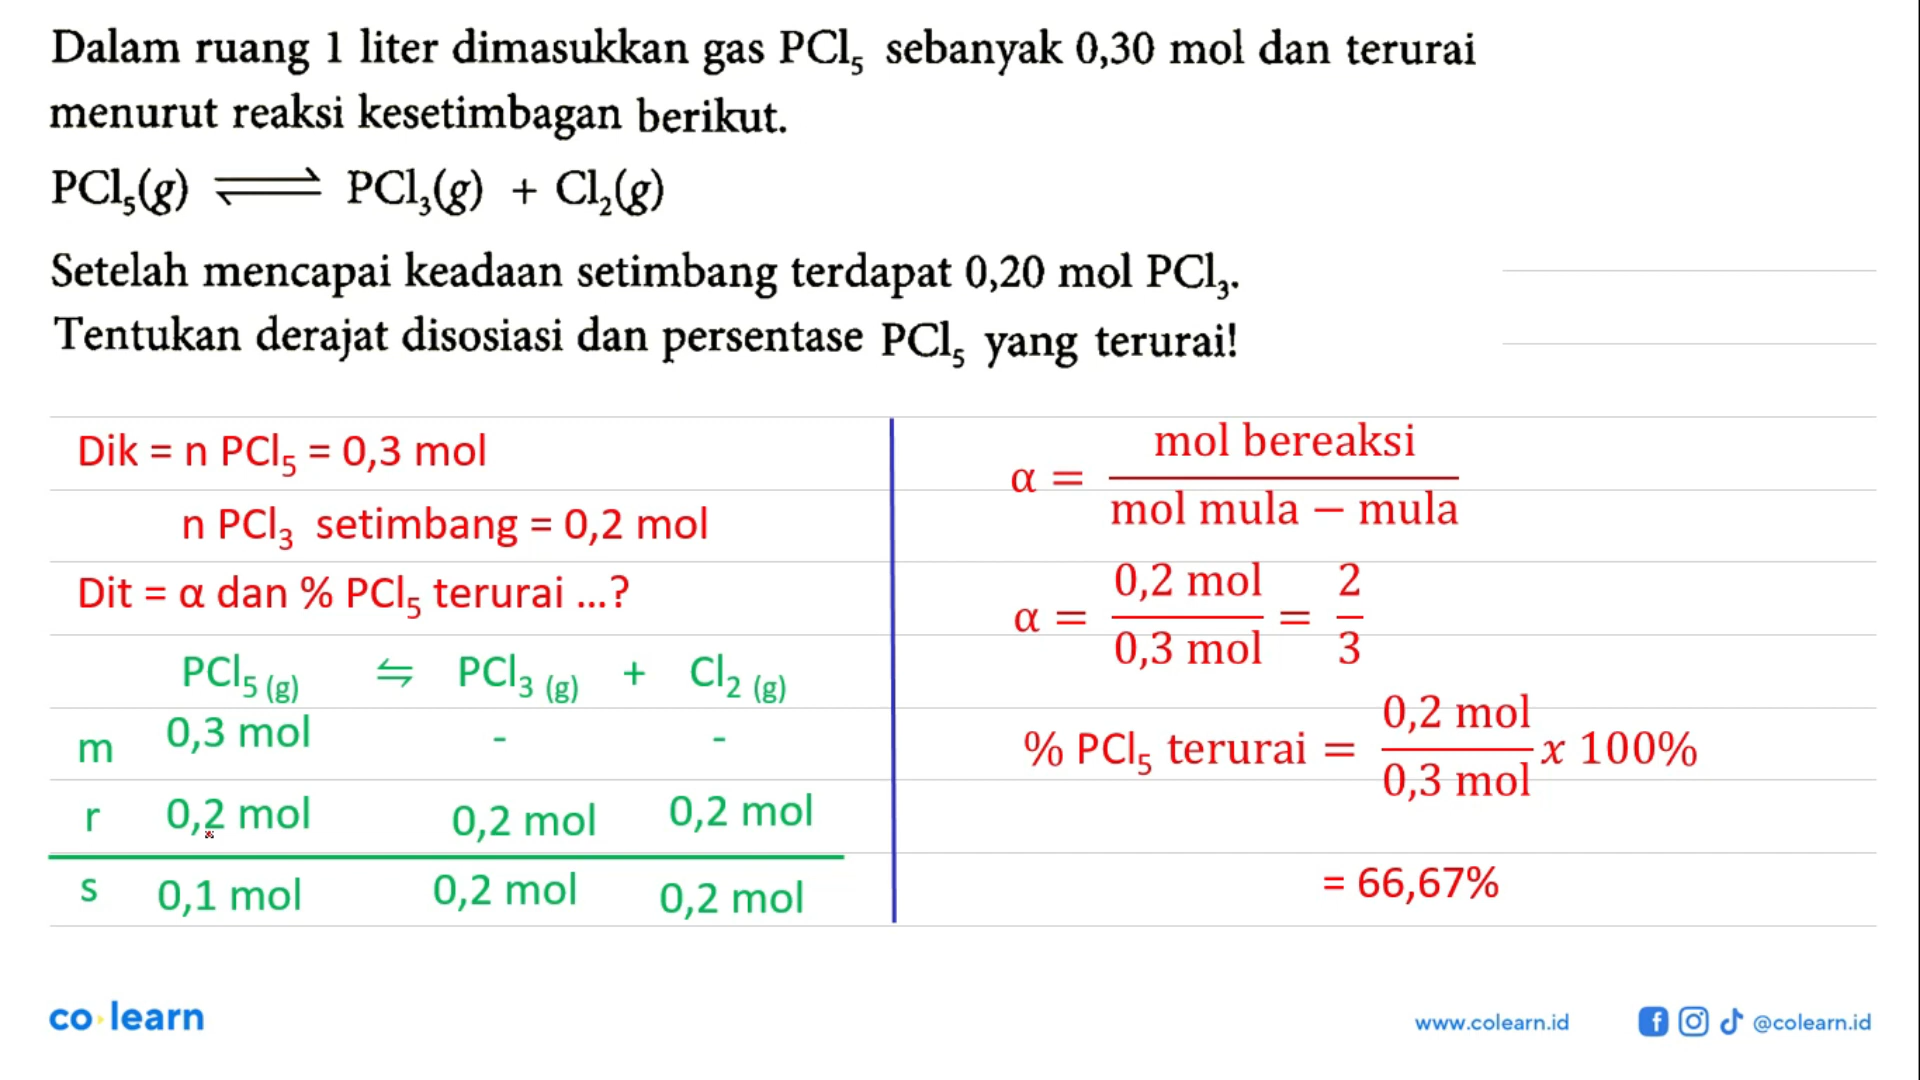 Dalam ruang 1 liter dimasukkan gas PCl₅ sebanyak 0,30 mol dan terurai
menurut reaksi kesetimbagan berikut.
PCl₅(g) ⇌ PCl₃(g) + Cl₂(g)
Setelah mencapai keadaan setimbang terdapat 0,20 mol PCl₃.
Tentukan derajat disosiasi dan persentase PCl₅ yang terurai!
Dik = n PCl₅ = 0,3 mol
n PCl₃ setimbang = 0,2 mol
Dit = α dan % PCl₅ terurai ...?
PCl₅ (g) ⇋ PCl₃ (g) + Cl₂ (g)
m 0,3 mol - -
r 0,2 mol 0,2 mol 0,2 mol
s 0,1 mol 0,2 mol 0,2 mol
α = mol bereaksi / mol mula − mula
α = 0,2 mol / 0,3 mol = 2 / 3
% PCl₅ terurai = 0,2 mol / 0,3 mol x 100%
= 66,67%
co learn
www.colearn.id
@colearn.id